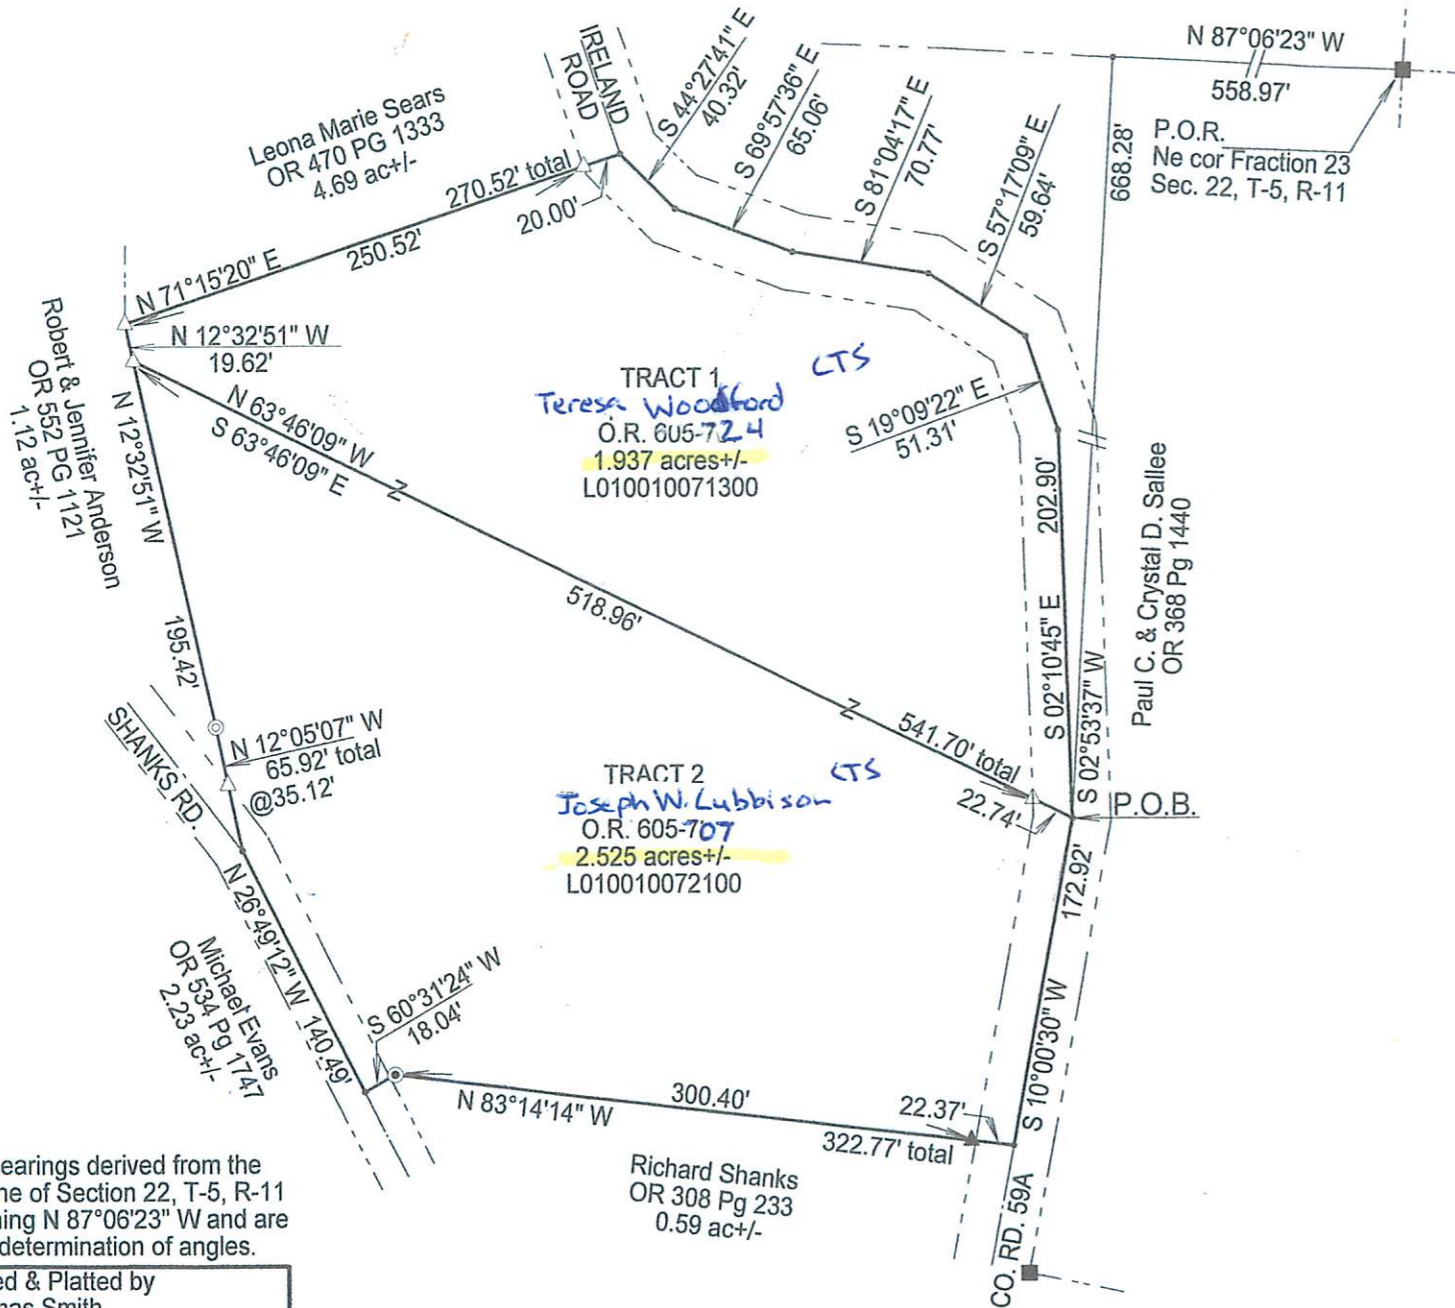 N 87°06'23" W
558.97'
P.O.R.
Ne cor Fraction 23
Sec. 22, T-5, R-11
668.28'
IRELAND
ROAD
S 44°27'41" E
40.32'
S 69°57'36" E
65.06'
S 81°04'17" E
70.77'
S 57°17'09" E
59.64'
Leona Marie Sears
OR 470 PG 1333
4.69 ac+/-
270.52' total
20.00'
N 71°15'20" E
250.52'
N 12°32'51" W
19.62'
Robert & Jennifer Anderson
OR 552 PG 1121
1.12 ac+/-
N 12°32'51" W
195.42'
N 63°46'09" W
S 63°46'09" E
TRACT 1
CTS
Teresa Woodford
O.R. 605-724
1.937 acres+/-
L010010071300
S 19°09'22" E
51.31'
202.90'
S 02°10'45" E
S 02°53'37" W
Paul C. & Crystal D. Sallee
OR 368 Pg 1440
518.96'
541.70' total
22.74'
P.O.B.
SHANKS RD.
N 12°05'07" W
65.92' total
@35.12'
TRACT 2
CTS
Joseph W. Lubbison
O.R. 605-707
2.525 acres+/-
L010010072100
172.92'
S 10°00'30" W
N 26°49'12" W 140.49'
Michael Evans
OR 534 Pg 1747
2.23 ac+/-
S 60°31'24" W
18.04'
N 83°14'14" W
300.40'
22.37'
322.77' total
Richard Shanks
OR 308 Pg 233
0.59 ac+/-
CO. RD. 59A
earings derived from the
ne of Section 22, T-5, R-11
ing N 87°06'23" W and are
determination of angles.
ed & Platted by
mas Smith